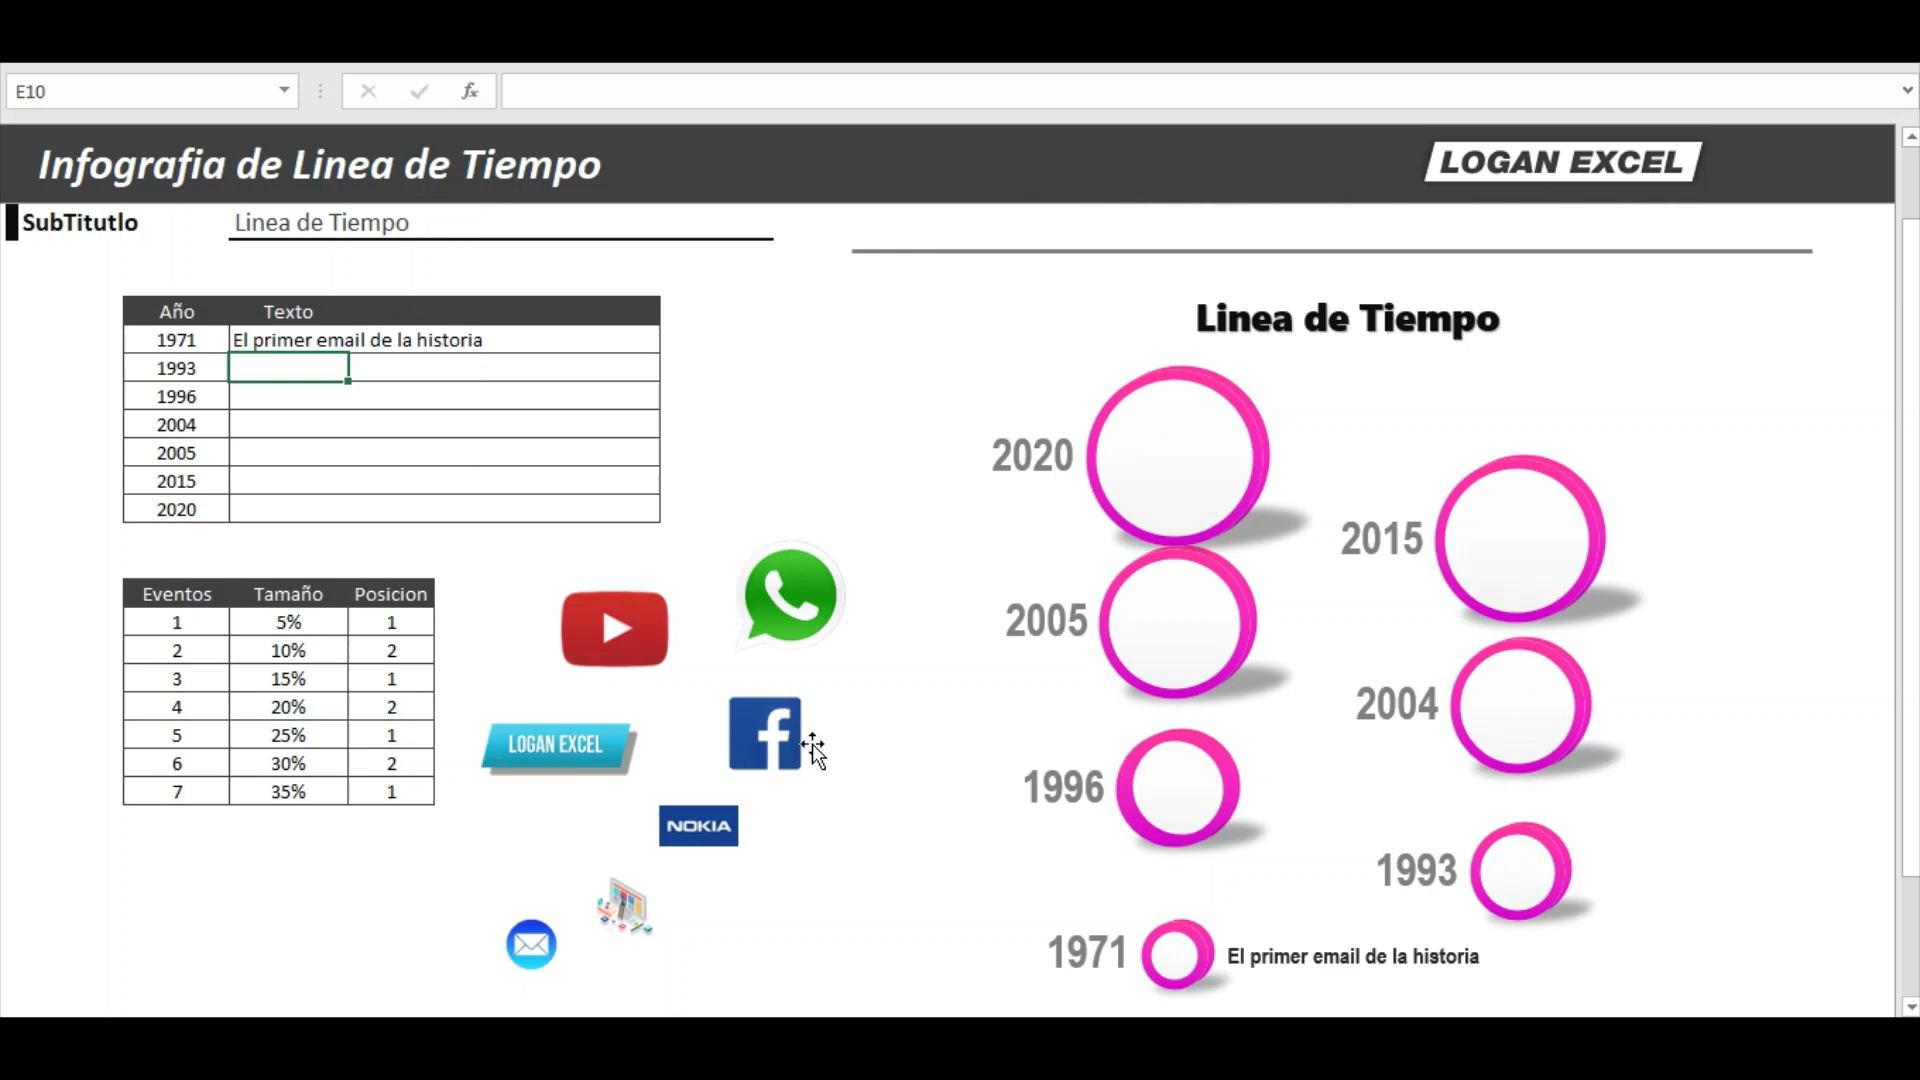 E10
fx
Infografia de Linea de Tiempo
LOGAN EXCEL
SubTitutlo
Linea de Tiempo
Año Texto
1971 El primer email de la historia
1993
1996
2004
2005
2015
2020
Eventos Tamaño Posicion
1 5% 1
2 10% 2
3 15% 1
4 20% 2
5 25% 1
6 30% 2
7 35% 1
LOGAN EXCEL
f
NOKIA
Linea de Tiempo
2020
2015
2005
2004
1996
1993
1971 El primer email de la historia